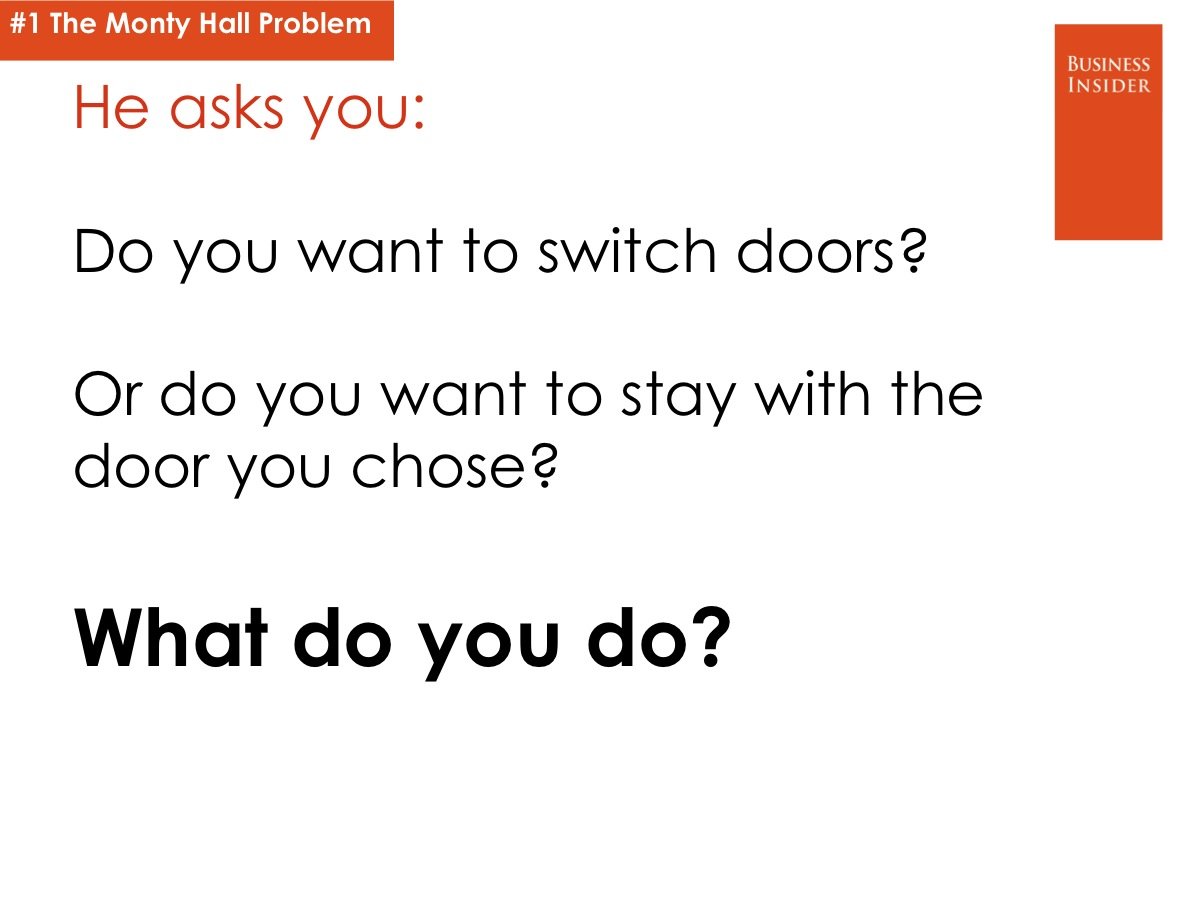 #1 The Monty Hall Problem
BUSINESS
INSIDER
He asks you:
Do you want to switch doors?
Or do you want to stay with the
door you chose?
What do you do?